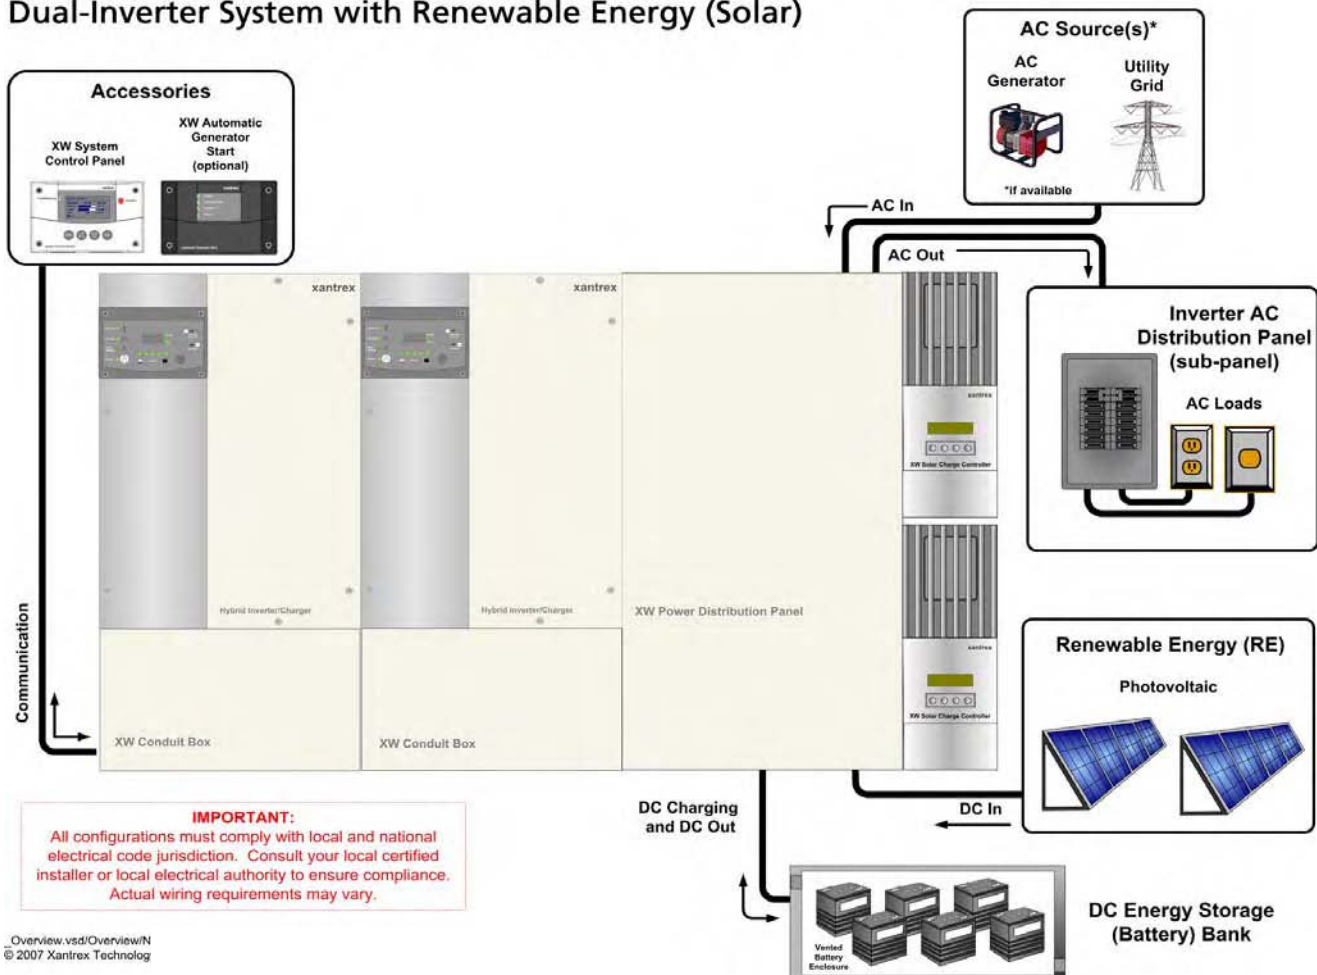 Dual-Inverter System with Renewable Energy (Solar)
AC Source(s)*
AC
Generator
Utility
Grid
*if available
Accessories
XW System
Control Panel
XW Automatic
Generator
Start
(optional)
xantrex
AC In
AC Out
xantrex
xantrex
Inverter AC
Distribution Panel
(sub-panel)
AC Loads
xantrex
XW Solar Charge Controller
Hybrid Inverter/Charger
Hybrid Inverter/Charger
XW Power Distribution Panel
xantrex
XW Solar Charge Controller
Renewable Energy (RE)
Photovoltaic
Communication
XW Conduit Box
XW Conduit Box
DC Charging
and DC Out
DC In
IMPORTANT:
All configurations must comply with local and national
electrical code jurisdiction. Consult your local certified
installer or local electrical authority to ensure compliance.
Actual wiring requirements may vary.
Vented
Battery
Enclosure
DC Energy Storage
(Battery) Bank
_Overview.vsd/Overview/N
© 2007 Xantrex Technolog